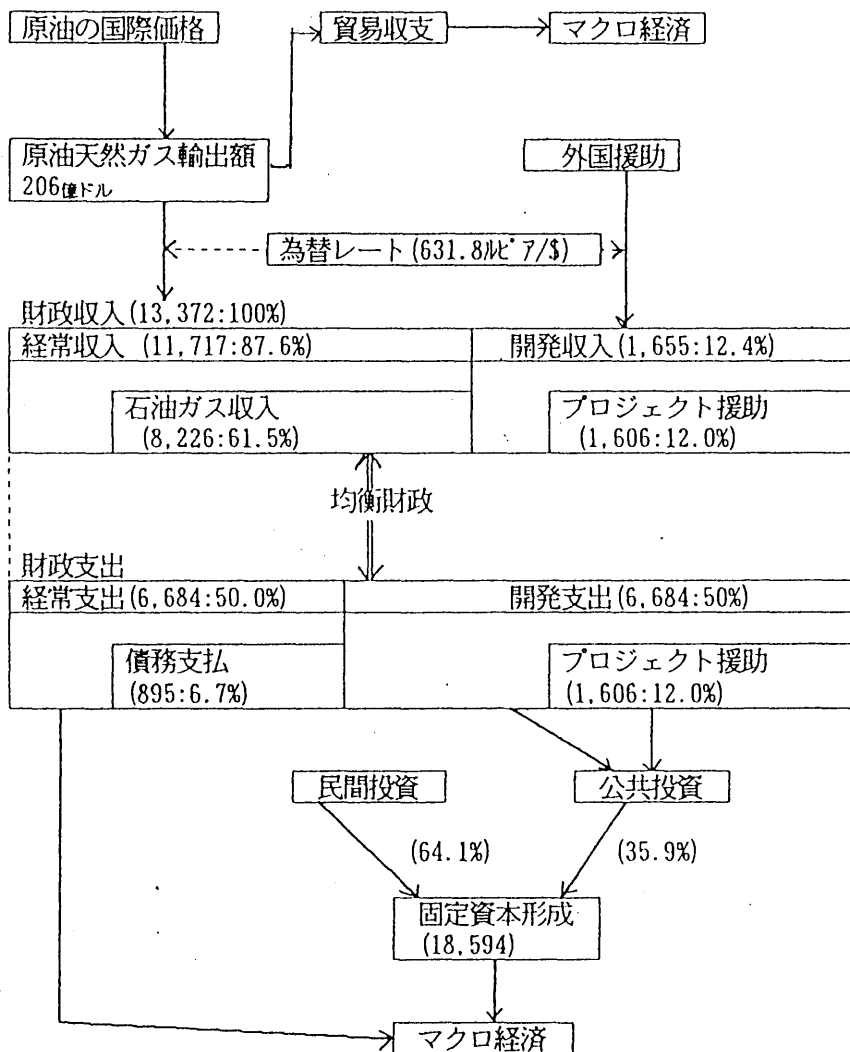 原油の国際価格
貿易収支
マクロ経済
原油天然ガス輸出額
206億ドル
外国援助
為替レート(631.8ルピア/$)
財政収入(13,372:100%)
経常収入 (11,717:87.6%)
開発収入(1,655:12.4%)
石油ガス収入
(8,226:61.5%)
プロジェクト援助
(1,606:12.0%)
均衡財政
財政支出
経常支出(6,684:50.0%)
開発支出(6,684:50%)
債務支払
(895:6.7%)
プロジェクト援助
(1,606:12.0%)
民間投資
公共投資
(64.1%)
(35.9%)
固定資本形成
(18,594)
マクロ経済